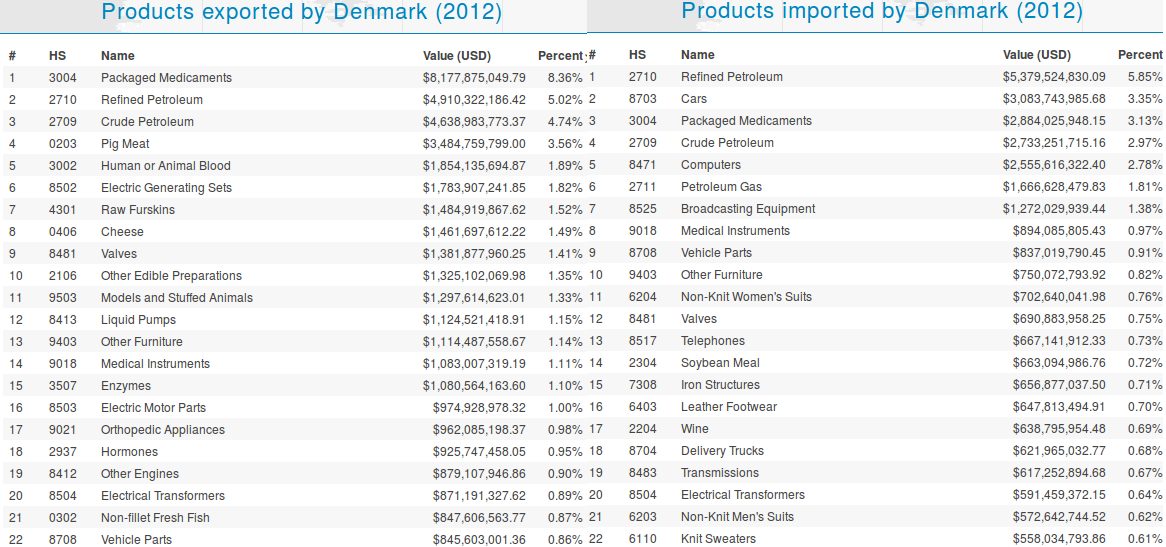 Products exported by Denmark (2012)
# HS Name Value (USD) Percent
1 3004 Packaged Medicaments $8,177,875,049.79 8.36%
2 2710 Refined Petroleum $4,910,322,186.42 5.02%
3 2709 Crude Petroleum $4,638,983,773.37 4.74%
4 0203 Pig Meat $3,484,759,799.00 3.56%
5 3002 Human or Animal Blood $1,854,135,694.87 1.89%
6 8502 Electric Generating Sets $1,783,907,241.85 1.82%
7 4301 Raw Furskins $1,484,919,867.62 1.52%
8 0406 Cheese $1,461,697,612.22 1.49%
9 8481 Valves $1,381,877,960.25 1.41%
10 2106 Other Edible Preparations $1,325,102,069.98 1.35%
11 9503 Models and Stuffed Animals $1,297,614,623.01 1.33%
12 8413 Liquid Pumps $1,124,521,418.91 1.15%
13 9403 Other Furniture $1,114,487,558.67 1.14%
14 9018 Medical Instruments $1,083,007,319.19 1.11%
15 3507 Enzymes $1,080,564,163.60 1.10%
16 8503 Electric Motor Parts $974,928,978.32 1.00%
17 9021 Orthopedic Appliances $962,085,198.37 0.98%
18 2937 Hormones $925,747,458.05 0.95%
19 8412 Other Engines $879,107,946.86 0.90%
20 8504 Electrical Transformers $871,191,327.62 0.89%
21 0302 Non-fillet Fresh Fish $847,606,563.77 0.87%
22 8708 Vehicle Parts $845,603,001.36 0.86%
Products imported by Denmark (2012)
# HS Name Value (USD) Percent
1 2710 Refined Petroleum $5,379,524,830.09 5.85%
2 8703 Cars $3,083,743,985.68 3.35%
3 3004 Packaged Medicaments $2,884,025,948.15 3.13%
4 2709 Crude Petroleum $2,733,251,715.16 2.97%
5 8471 Computers $2,555,616,322.40 2.78%
6 2711 Petroleum Gas $1,666,628,479.83 1.81%
7 8525 Broadcasting Equipment $1,272,029,939.44 1.38%
8 9018 Medical Instruments $894,085,805.43 0.97%
9 8708 Vehicle Parts $837,019,790.45 0.91%
10 9403 Other Furniture $750,072,793.92 0.82%
11 6204 Non-Knit Women's Suits $702,640,041.98 0.76%
12 8481 Valves $690,883,958.25 0.75%
13 8517 Telephones $667,141,912.33 0.73%
14 2304 Soybean Meal $663,094,986.76 0.72%
15 7308 Iron Structures $656,877,037.50 0.71%
16 6403 Leather Footwear $647,813,494.91 0.70%
17 2204 Wine $638,795,954.48 0.69%
18 8704 Delivery Trucks $621,965,032.77 0.68%
19 8483 Transmissions $617,252,894.68 0.67%
20 8504 Electrical Transformers $591,459,372.15 0.64%
21 6203 Non-Knit Men's Suits $572,642,744.52 0.62%
22 6110 Knit Sweaters $558,034,793.86 0.61%